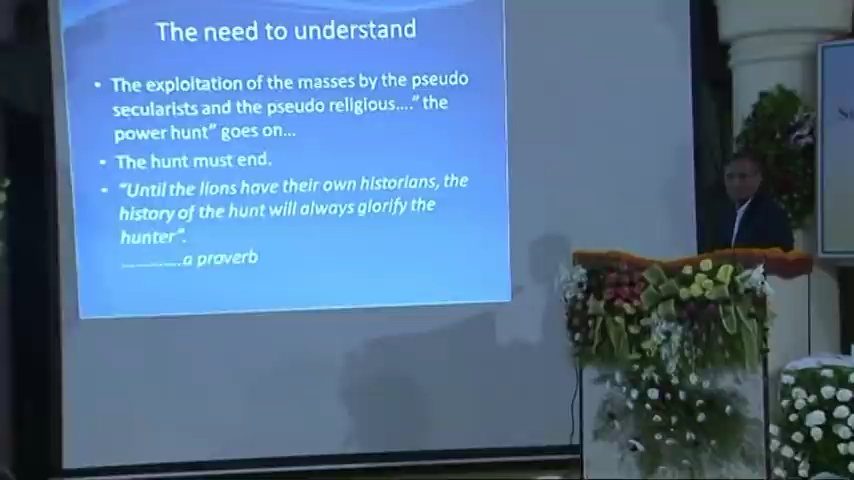 The need to understand
• The exploitation of the masses by the pseudo
secularists and the pseudo religious...." the
power hunt" goes on...
• The hunt must end.
• "Until the lions have their own historians, the
history of the hunt will always glorify the
hunter".
..............a proverb